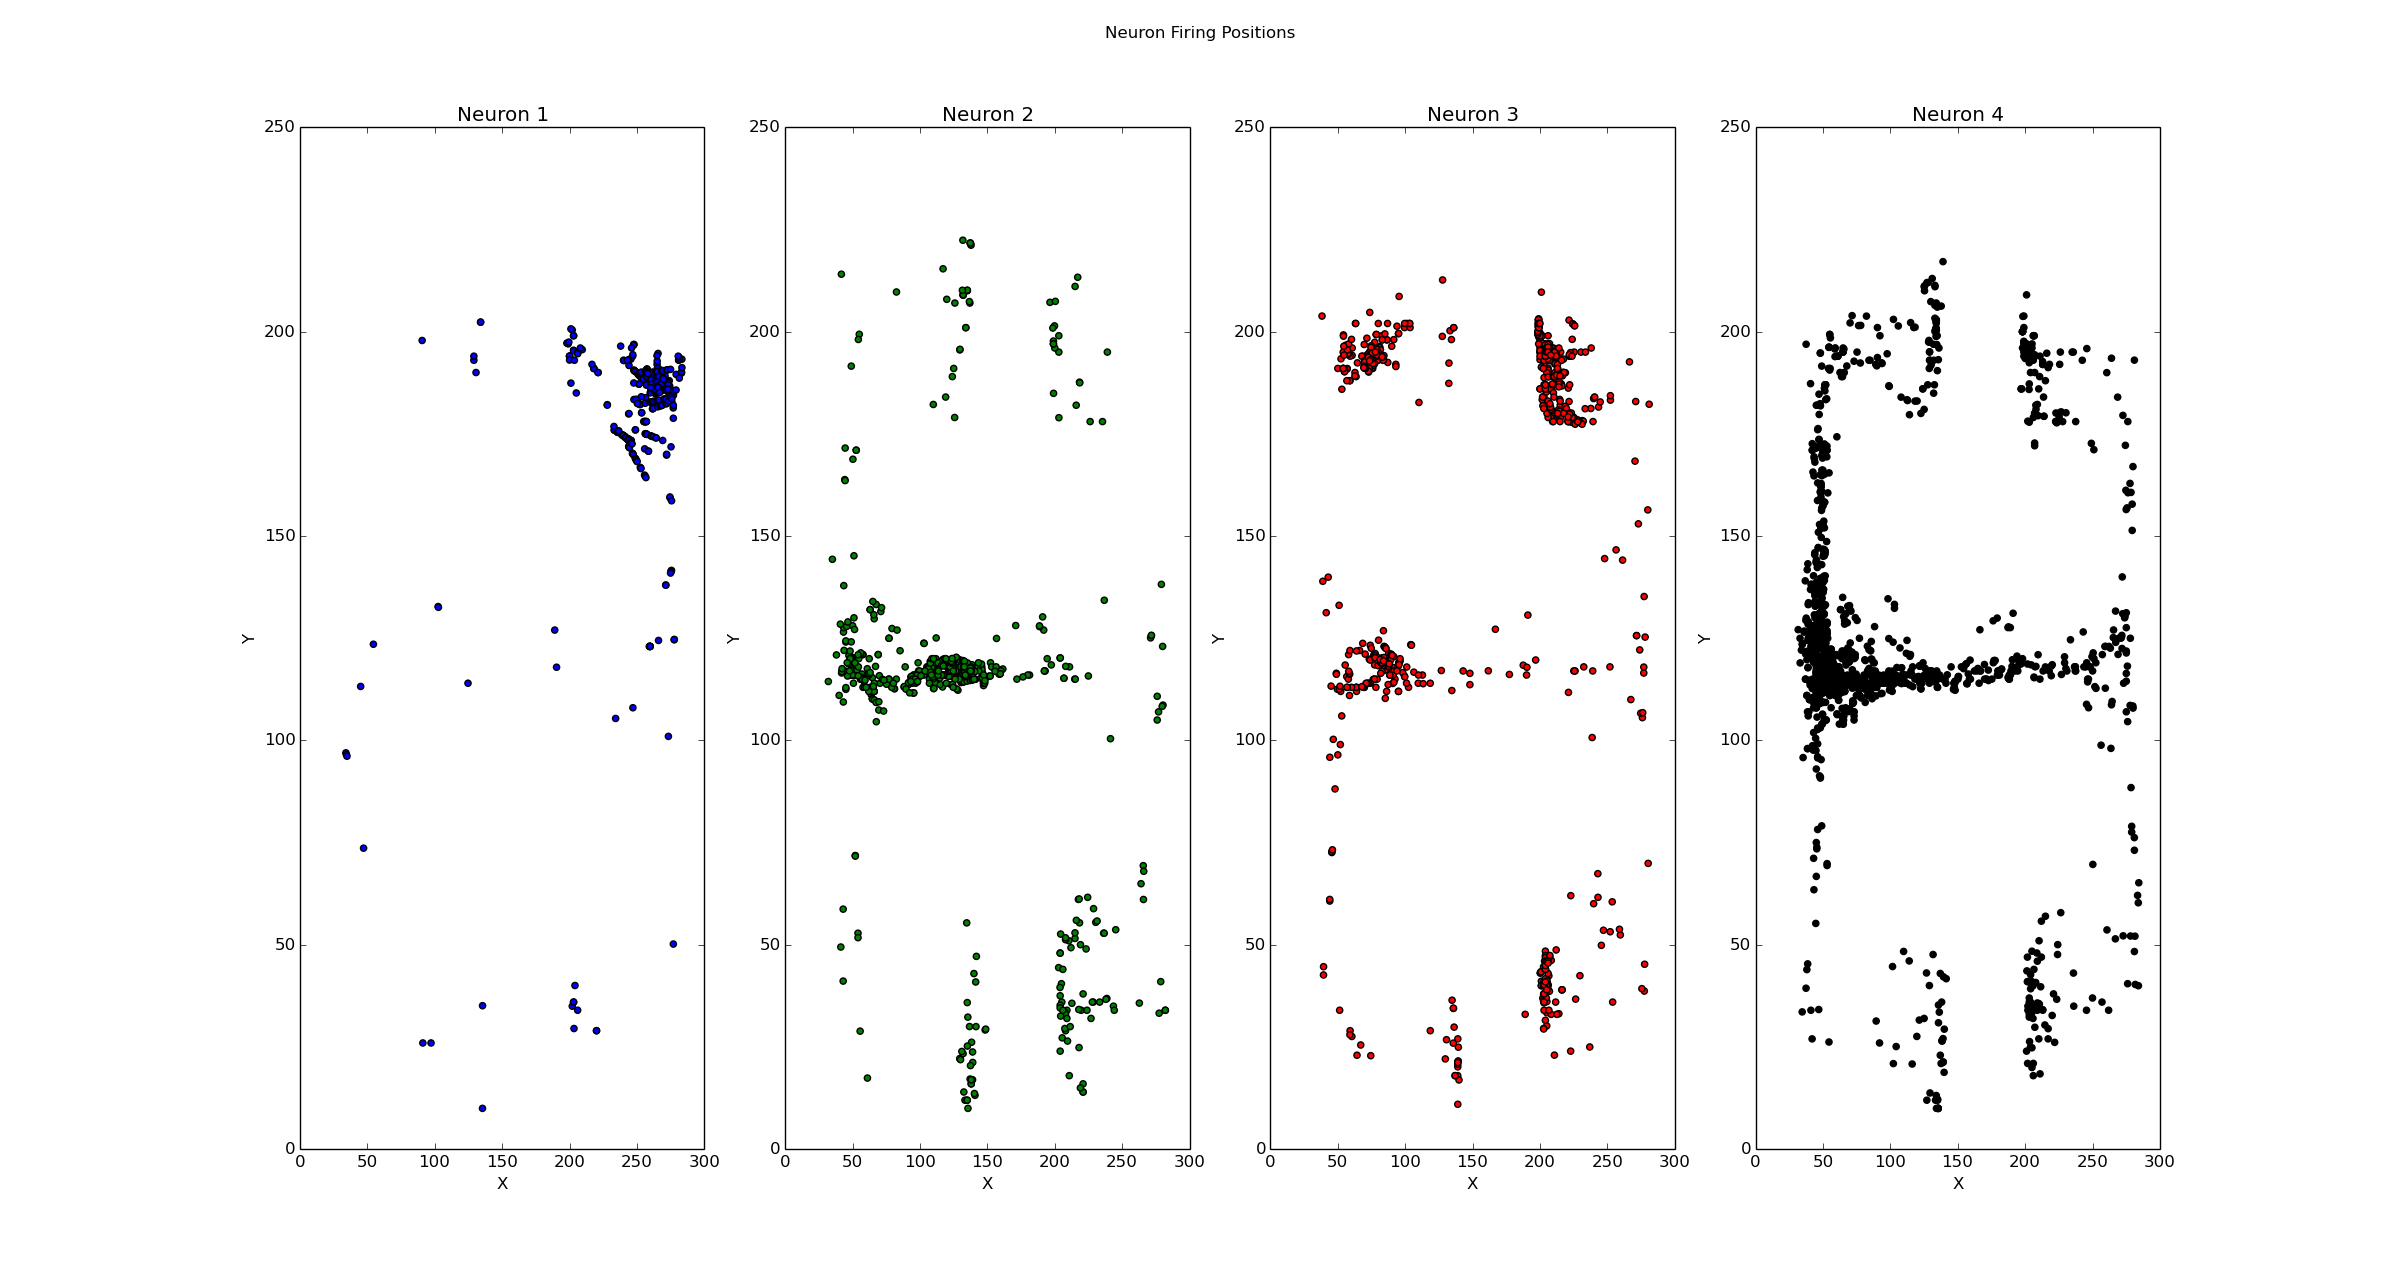 Neuron Firing Positions
Neuron 1 Neuron 2 Neuron 3 Neuron 4
250 250 250 250
200 200 200 200
150 150 150 150
Y Y Y Y
100 100 100 100
50 50 50 50
0 0 0 0
0 50 100 150 200 250 300 0 50 100 150 200 250 300 0 50 100 150 200 250 300 0 50 100 150 200 250 300
X X X X